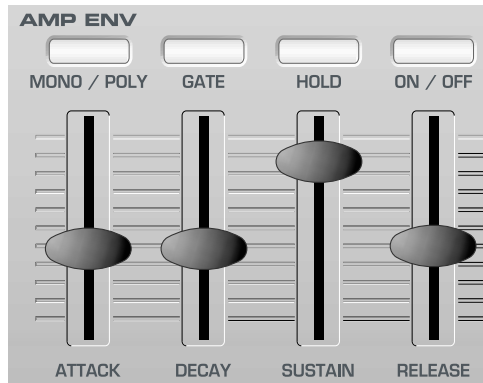 AMP ENV
MONO / POLY GATE HOLD ON / OFF
ATTACK DECAY SUSTAIN RELEASE